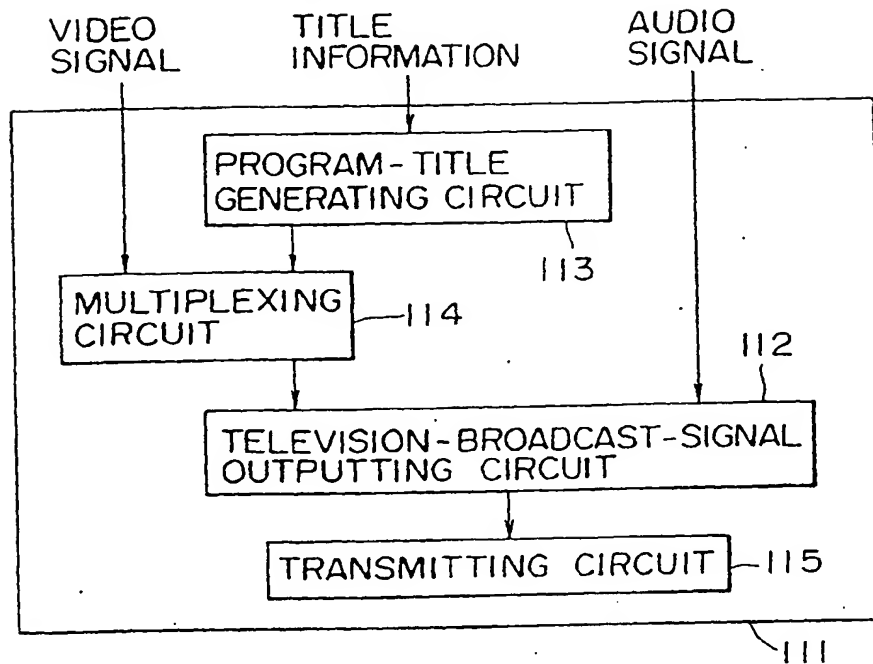 VIDEO
SIGNAL
TITLE
INFORMATION
AUDIO
SIGNAL
PROGRAM-TITLE
GENERATING CIRCUIT
113
MULTIPLEXING
CIRCUIT
114
112
TELEVISION-BROADCAST-SIGNAL
OUTPUTTING CIRCUIT
TRANSMITTING CIRCUIT
115
111